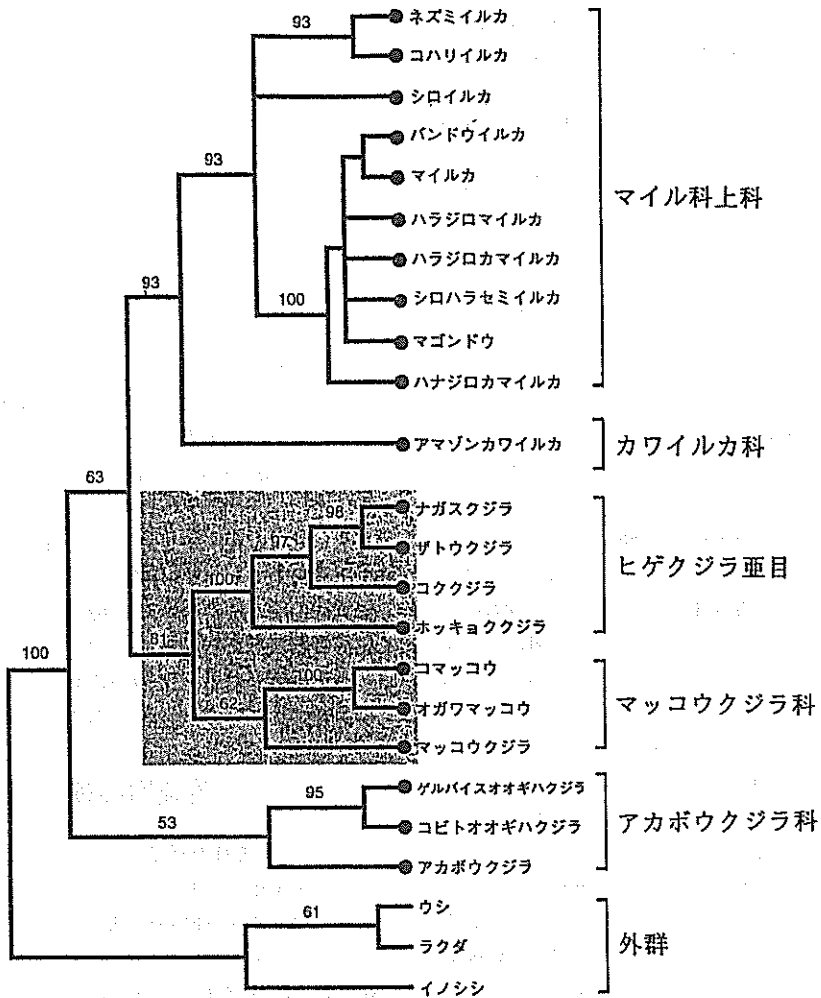 93
ネズミイルカ
コハリイルカ
シロイルカ
93
バンドウイルカ
マイルカ
マイル科上科
ハラジロマイルカ
ハラジロカマイルカ
93
100
シロハラセミイルカ
マゴンドウ
ハナジロカマイルカ
アマゾンカワイルカ
カワイルカ科
63
96
ナガスクジラ
97
ザトウクジラ
ヒゲクジラ亜目
100
コククジラ
ホッキョククジラ
81
100
100
コマッコウ
62
オガワマッコウ
マッコウクジラ科
マッコウクジラ
95
ゲルバイスオオギハクジラ
53
コビトオオギハクジラ
アカボウクジラ科
アカボウクジラ
61
ウシ
ラクダ
外群
イノシシ